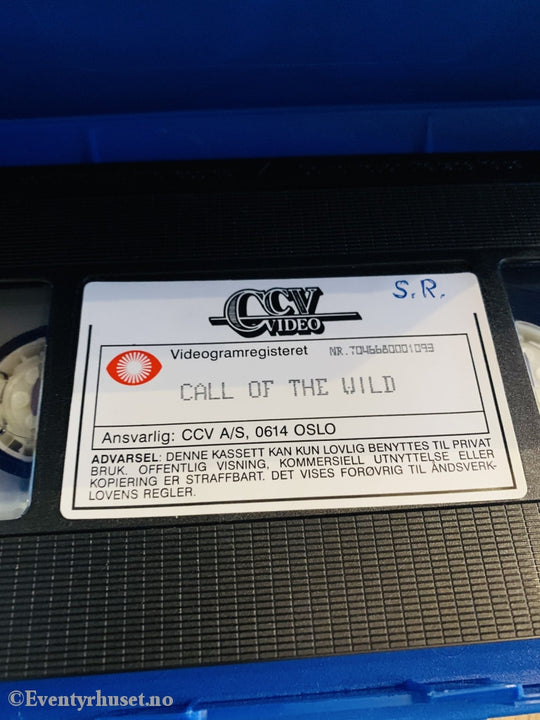 S.R.
CCV
VIDEO
Videogramregisteret NR.7046680001093
CALL OF THE WILD
Ansvarlig: CCV A/S, 0614 OSLO
ADVARSEL: DENNE KASSETT KAN KUN LOVLIG BENYTTES TIL PRIVAT
BRUK. OFFENTLIG VISNING, KOMMERSIELL UTNYTTELSE ELLER
KOPIERING ER STRAFFBART. DET VISES FORØVRIG TIL ÅNDSVERK-
LOVENS REGLER.
©Eventyrhuset.no